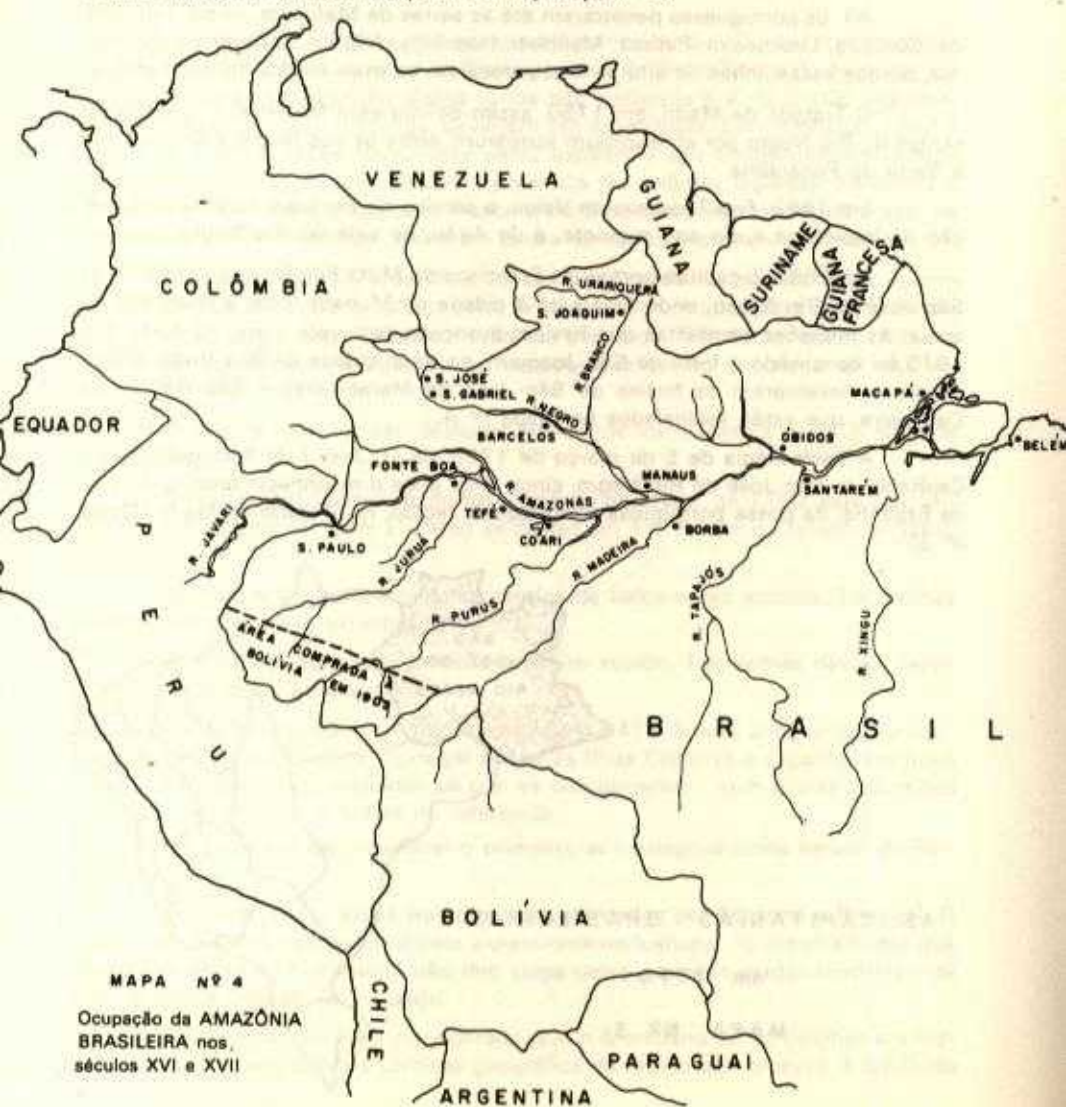 VENEZUELA
GUIANA
SURINAME
GUIANA
FRANCESA
COLÔMBIA
R. URARIQUERA
S. JOAQUIM
R. BRANCO
S. JOSÉ
S. GABRIEL
R. NEGRO
BARCELOS
MACAPÁ
BELÉM
EQUADOR
ÓBIDOS
SANTARÉM
FONTE BOA
R. AMAZONAS
MANAUS
TEFÉ
COARI
BORBA
R. JAVARI
S. PAULO
R. JURUÁ
R. PURUS
R. MADEIRA
R. TAPAJÓS
R. XINGU
PERU
ÁREA COMPRADA À
BOLÍVIA EM
BRASIL
BOLÍVIA
CHILE
PARAGUAI
ARGENTINA
MAPA Nº 4
Ocupação da AMAZÔNIA
BRASILEIRA nos
séculos XVI e XVII